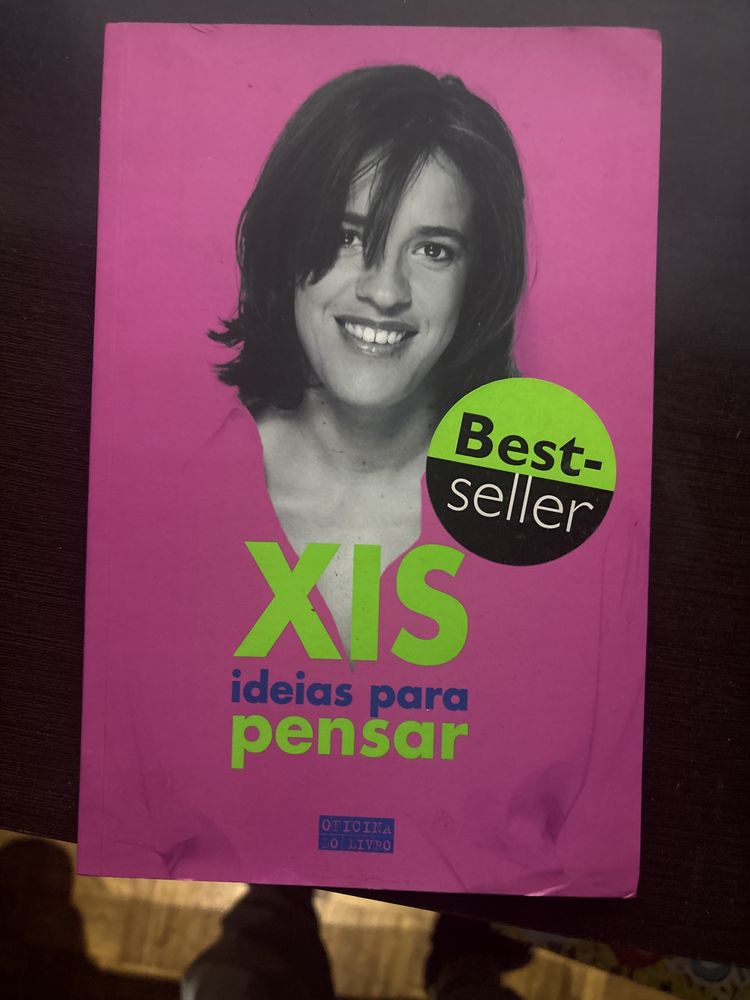 Best-
seller
XIS
ideias para
pensar
OFICINA
DO LIVRO